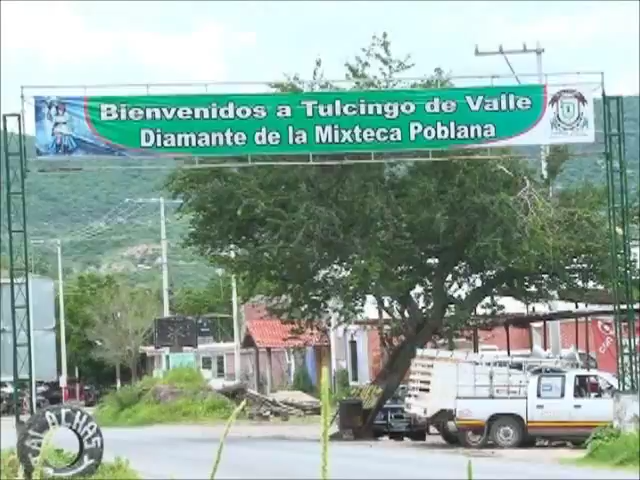 Bienvenidos a Tulcingo de Valle
Diamante de la Mixteca Poblana